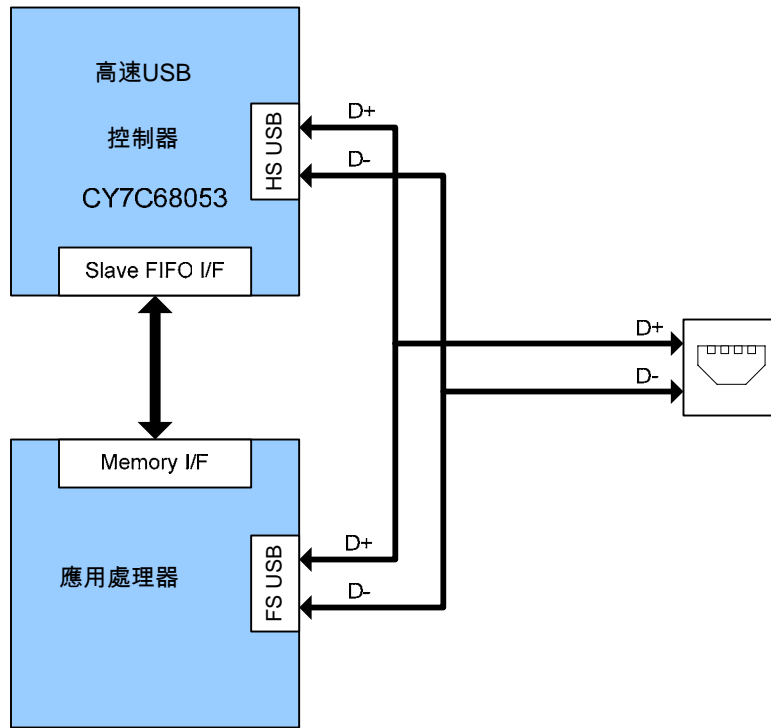 高速USB
控制器
CY7C68053
HS USB
D+
D-
Slave FIFO I/F
D+
D-
Memory I/F
應用處理器
FS USB
D+
D-